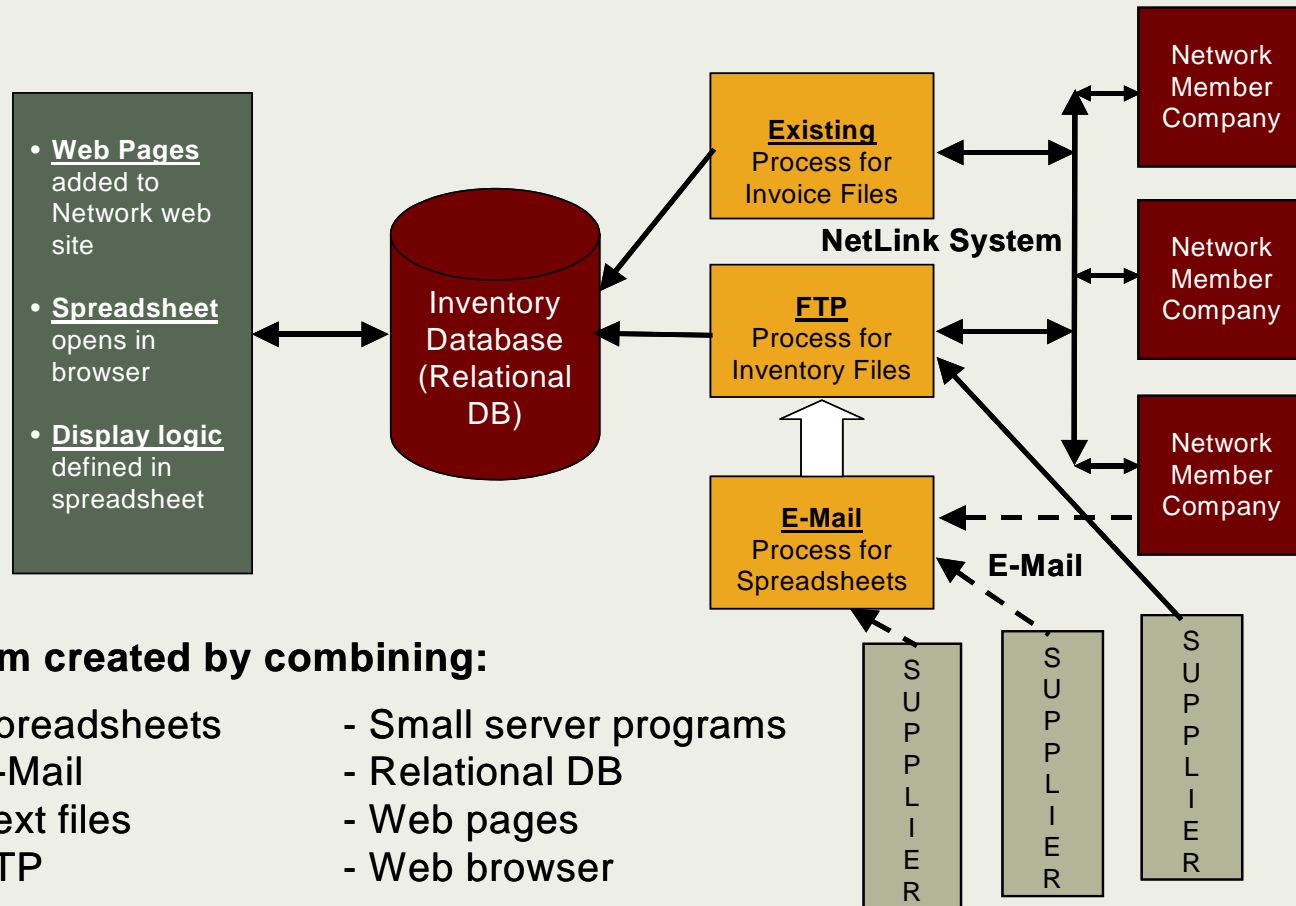 • Web Pages
added to
Network web
site
• Spreadsheet
opens in
browser
• Display logic
defined in
spreadsheet
Inventory
Database
(Relational
DB)
Existing
Process for
Invoice Files
NetLink System
FTP
Process for
Inventory Files
E-Mail
Process for
Spreadsheets
E-Mail
Network
Member
Company
Network
Member
Company
Network
Member
Company
SUPPLIER
SUPPLIER
SUPPLIER
m created by combining:
preadsheets
-Mail
ext files
TP
- Small server programs
- Relational DB
- Web pages
- Web browser